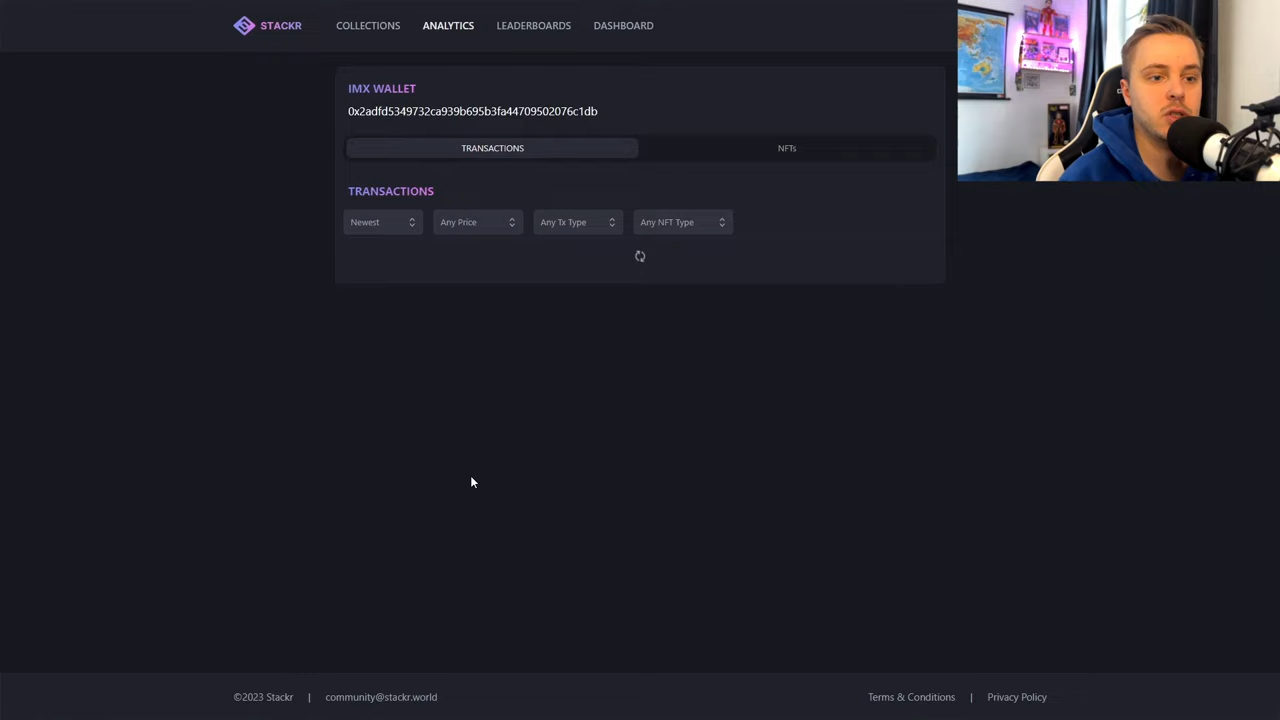 STACKR
COLLECTIONS
ANALYTICS
LEADERBOARDS
DASHBOARD
IMX WALLET
0x2adfd5349732ca939b695b3fa44709502076c1db
TRANSACTIONS
NFTs
TRANSACTIONS
Newest
Any Price
Any Tx Type
Any NFT Type
©2023 Stackr | community@stackr.world
Terms & Conditions | Privacy Policy